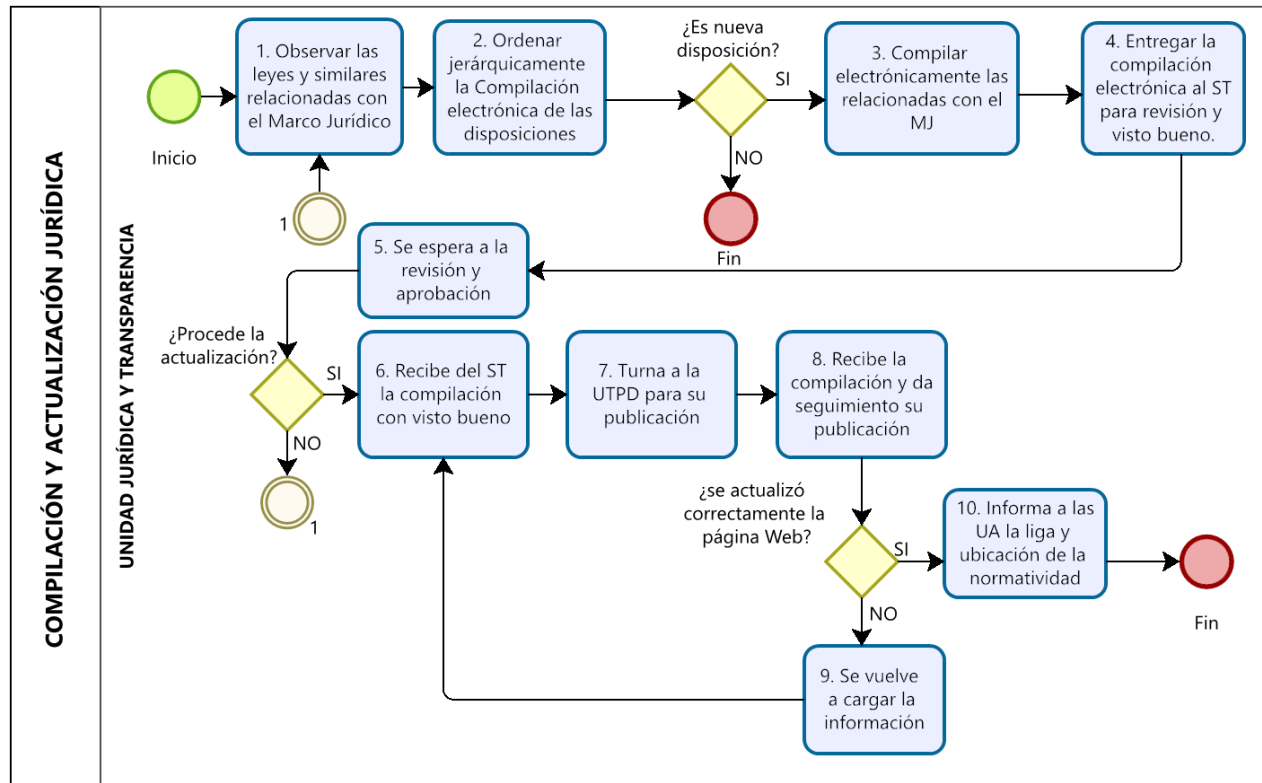 COMPILACIÓN Y ACTUALIZACIÓN JURÍDICA
UNIDAD JURÍDICA Y TRANSPARENCIA
Inicio
1. Observar las
leyes y similares
relacionadas con
el Marco Jurídico
1
2. Ordenar
jerárquicamente
la Compilación
electrónica de las
disposiciones
¿Es nueva
disposición?
SI
NO
Fin
3. Compilar
electrónicamente las
relacionadas con el
MJ
4. Entregar la
compilación
electrónica al ST
para revisión y
visto bueno.
5. Se espera a la
revisión y
aprobación
¿Procede la
actualización?
SI
NO
1
6. Recibe del ST
la compilación
con visto bueno
7. Turna a la
UTPD para su
publicación
8. Recibe la
compilación y da
seguimiento su
publicación
¿se actualizó
correctamente la
página Web?
SI
NO
9. Se vuelve
a cargar la
información
10. Informa a las
UA la liga y
ubicación de la
normatividad
Fin